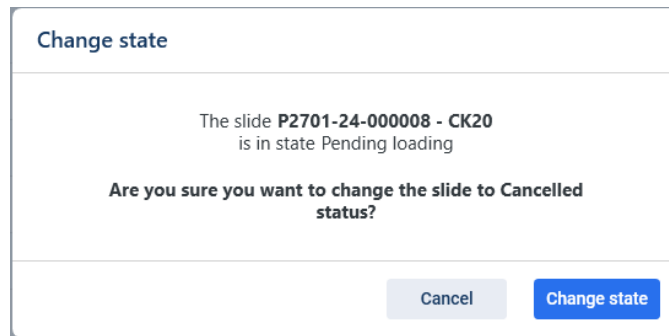 Change state
The slide P2701-24-000008 - CK20
is in state Pending loading
Are you sure you want to change the slide to Cancelled
status?
Cancel
Change state